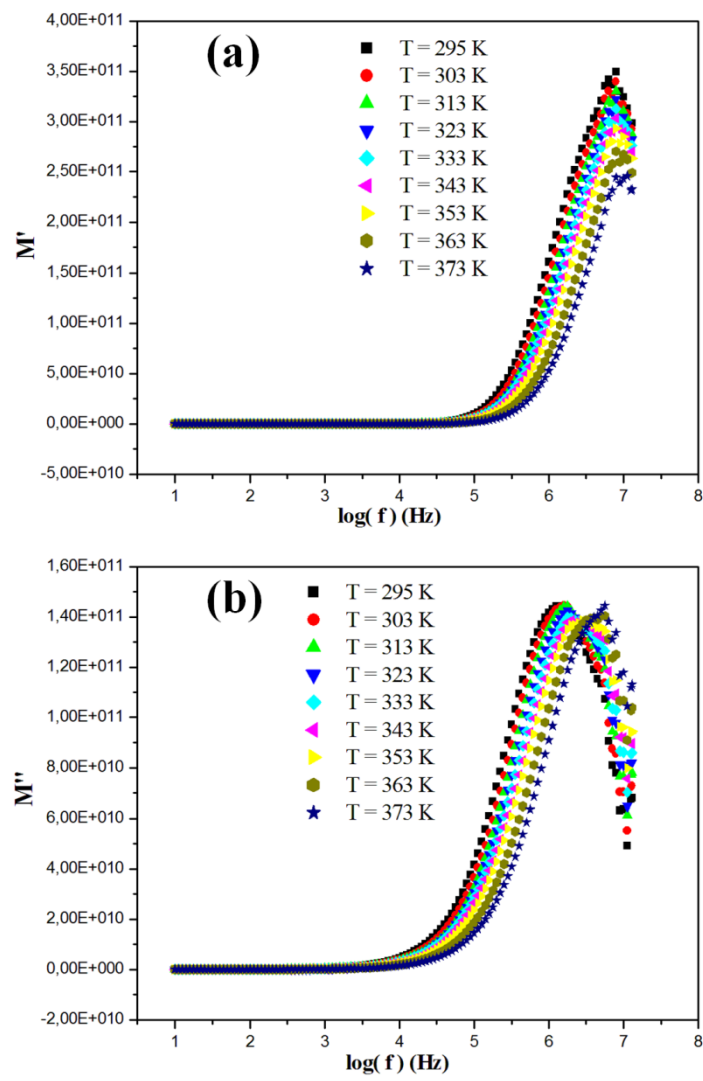 (a)
T = 295 K
T = 303 K
T = 313 K
T = 323 K
T = 333 K
T = 343 K
T = 353 K
T = 363 K
T = 373 K
4,00E+011
3,50E+011
3,00E+011
2,50E+011
2,00E+011
1,50E+011
1,00E+011
5,00E+010
0,00E+000
-5,00E+010
M'
1 2 3 4 5 6 7 8
log( f ) (Hz)
(b)
T = 295 K
T = 303 K
T = 313 K
T = 323 K
T = 333 K
T = 343 K
T = 353 K
T = 363 K
T = 373 K
1,60E+011
1,40E+011
1,20E+011
1,00E+011
8,00E+010
6,00E+010
4,00E+010
2,00E+010
0,00E+000
-2,00E+010
M"
1 2 3 4 5 6 7 8
log( f ) (Hz)